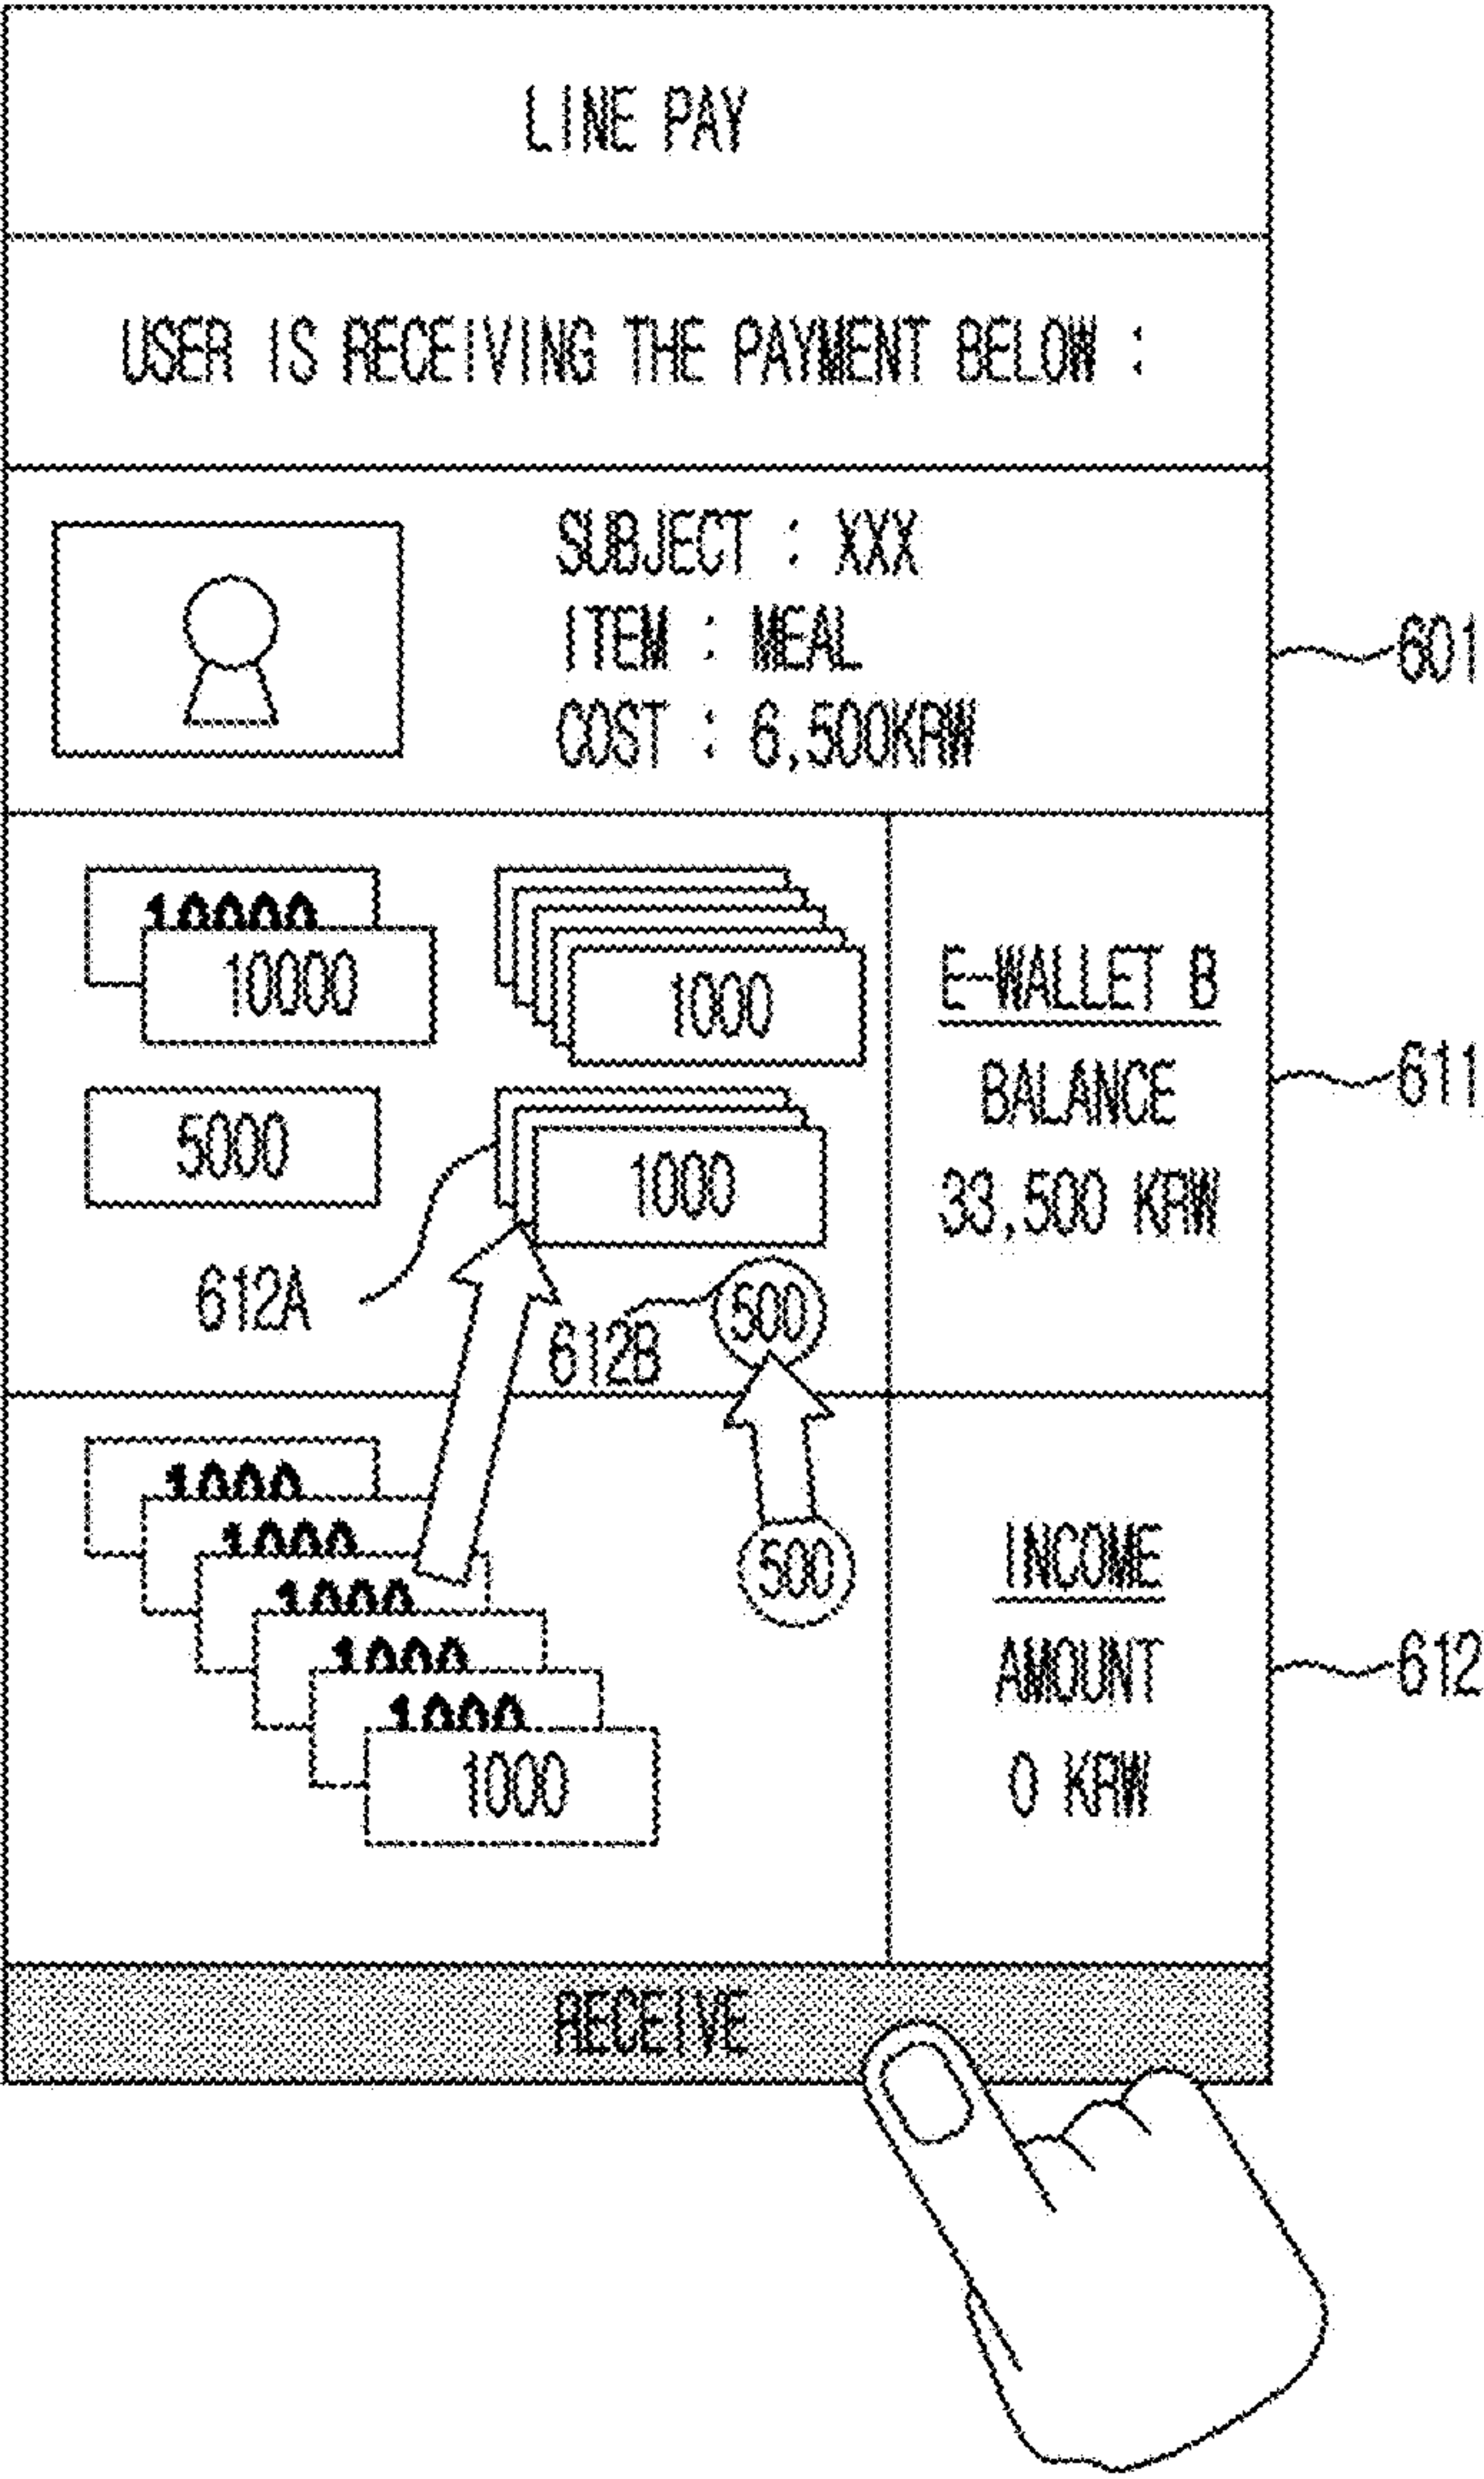 LINE PAY
USER IS RECEIVING THE PAYMENT BELOW :
SUBJECT : XXX
ITEM : MEAL
COST : 6,500KRW
601
10000
10000
1000
5000
1000
612A
612B
500
E-WALLET B
BALANCE
33,500 KRW
611
1000
1000
1000
1000
1000
1000
500
INCOME
AMOUNT
0 KRW
612
RECEIVE